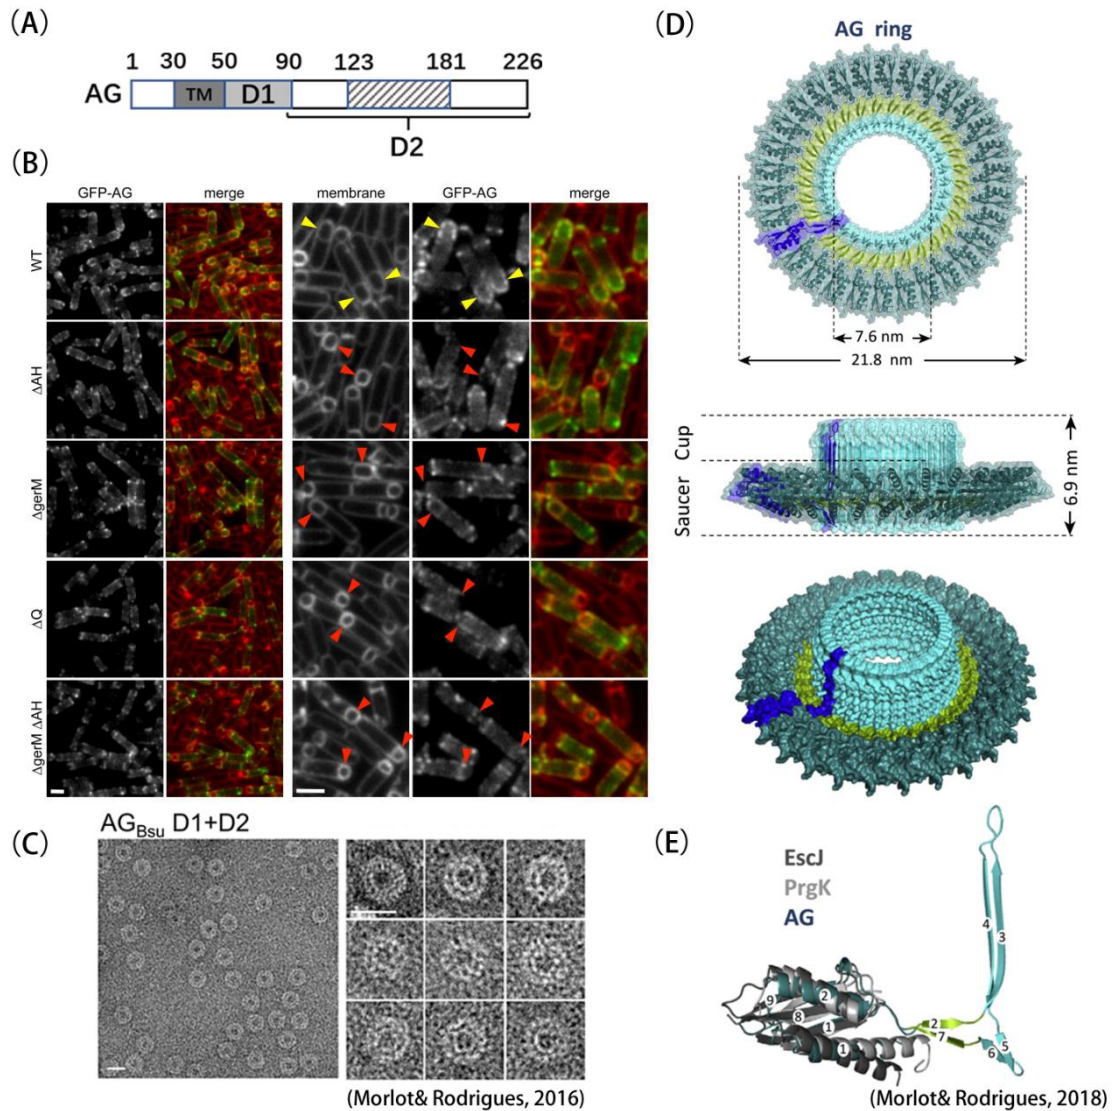 (A)
1 30 50 90 123 181 226
AG TM D1
D2
(B)
GFP-AG merge membrane GFP-AG merge
WT
ΔAH
ΔgerM
ΔQ
ΔgerM ΔAH
(C)
AG Bsu D1+D2
(Morlot& Rodrigues, 2016)
(D)
AG ring
7.6 nm
21.8 nm
Cup
Saucer
6.9 nm
(E)
EscJ
PrgK
AG
4 3
9 2
8
1
1
2
7
5
6
(Morlot& Rodrigues, 2018)